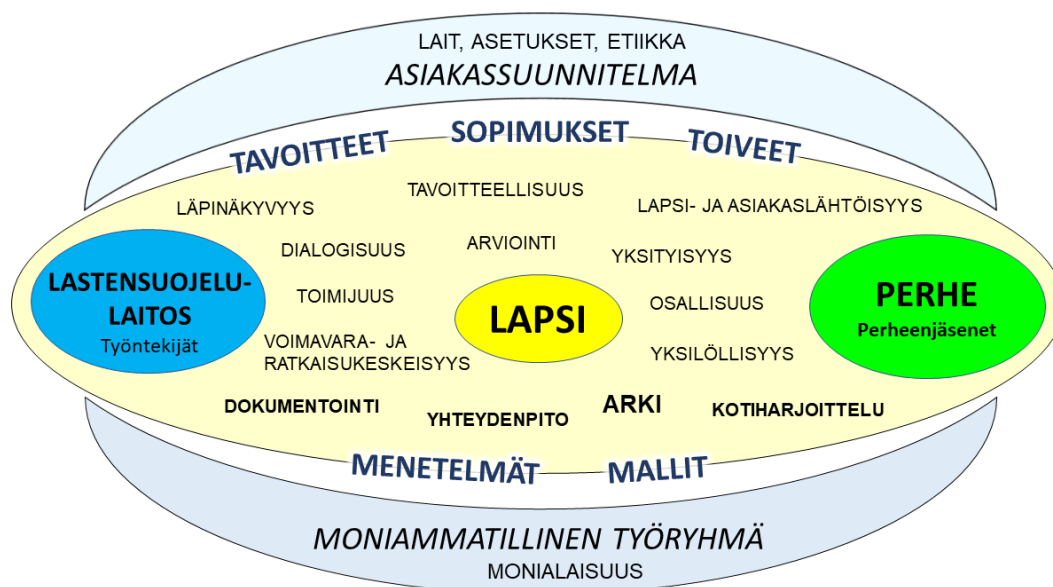 LAIT, ASETUKSET, ETIIKKA
ASIAKASSUUNNITELMA
TAVOITTEET
SOPIMUKSET
TOIVEET
TAVOITTEELLISUUS
LÄPINÄKYVYYS
LAPSI- JA ASIAKASLÄHTÖISYYS
DIALOGISUUS
ARVIOINTI
YKSITYISYYS
LASTENSUOJELU-
LAITOS
Työntekijät
TOIMIJUUS
LAPSI
OSALLISUUS
PERHE
Perheenjäsenet
VOIMAVARA- JA
RATKAISUKESKEISYYS
YKSILÖLLISYYS
DOKUMENTOINTI
YHTEYDENPITO
ARKI
KOTIHARJOITTELU
MENETELMÄT
MALLIT
MONIAMMATILLINEN TYÖRYHMÄ
MONIALAISUUS